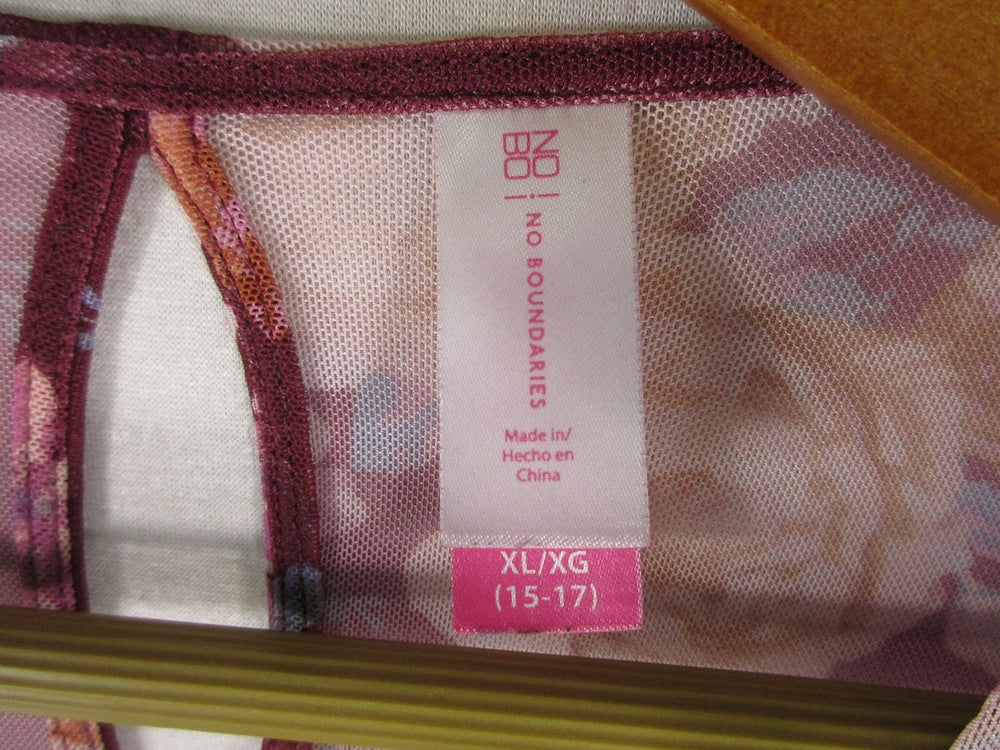 NO
BO
NO BOUNDARIES
Made in/
Hecho en
China
XL/XG
(15-17)